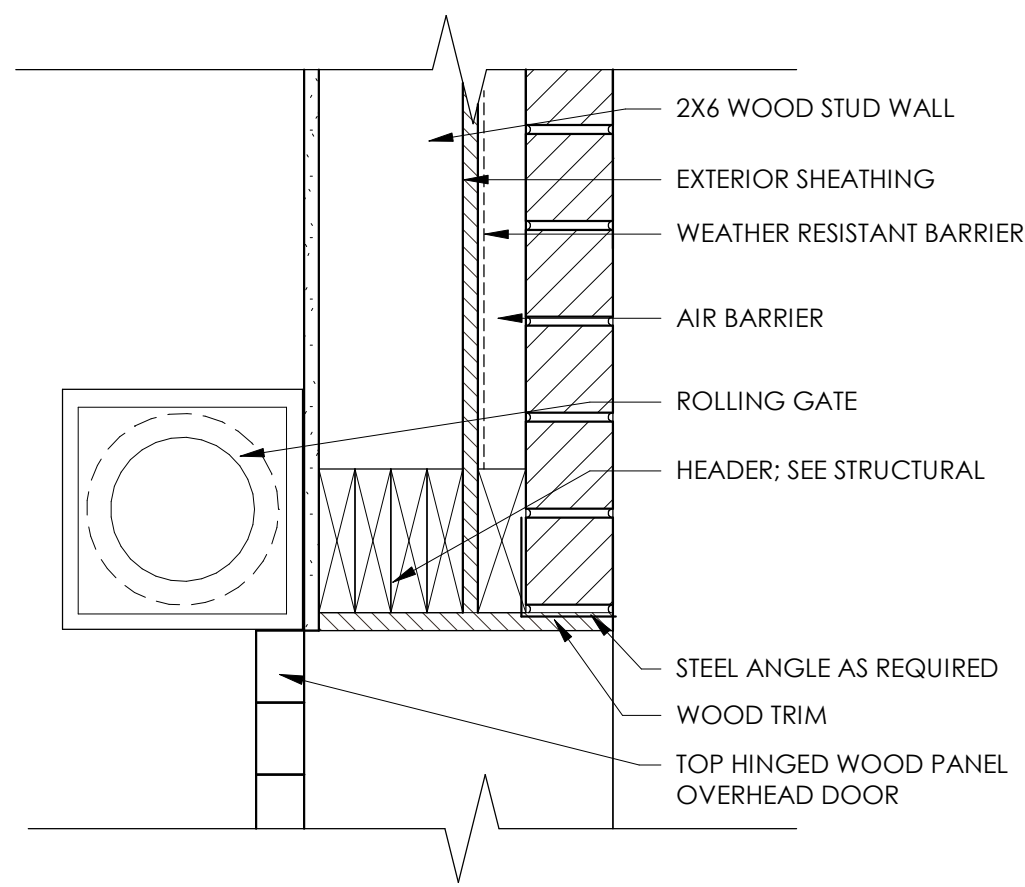 2X6 WOOD STUD WALL
EXTERIOR SHEATHING
WEATHER RESISTANT BARRIER
AIR BARRIER
ROLLING GATE
HEADER; SEE STRUCTURAL
STEEL ANGLE AS REQUIRED
WOOD TRIM
TOP HINGED WOOD PANEL
OVERHEAD DOOR